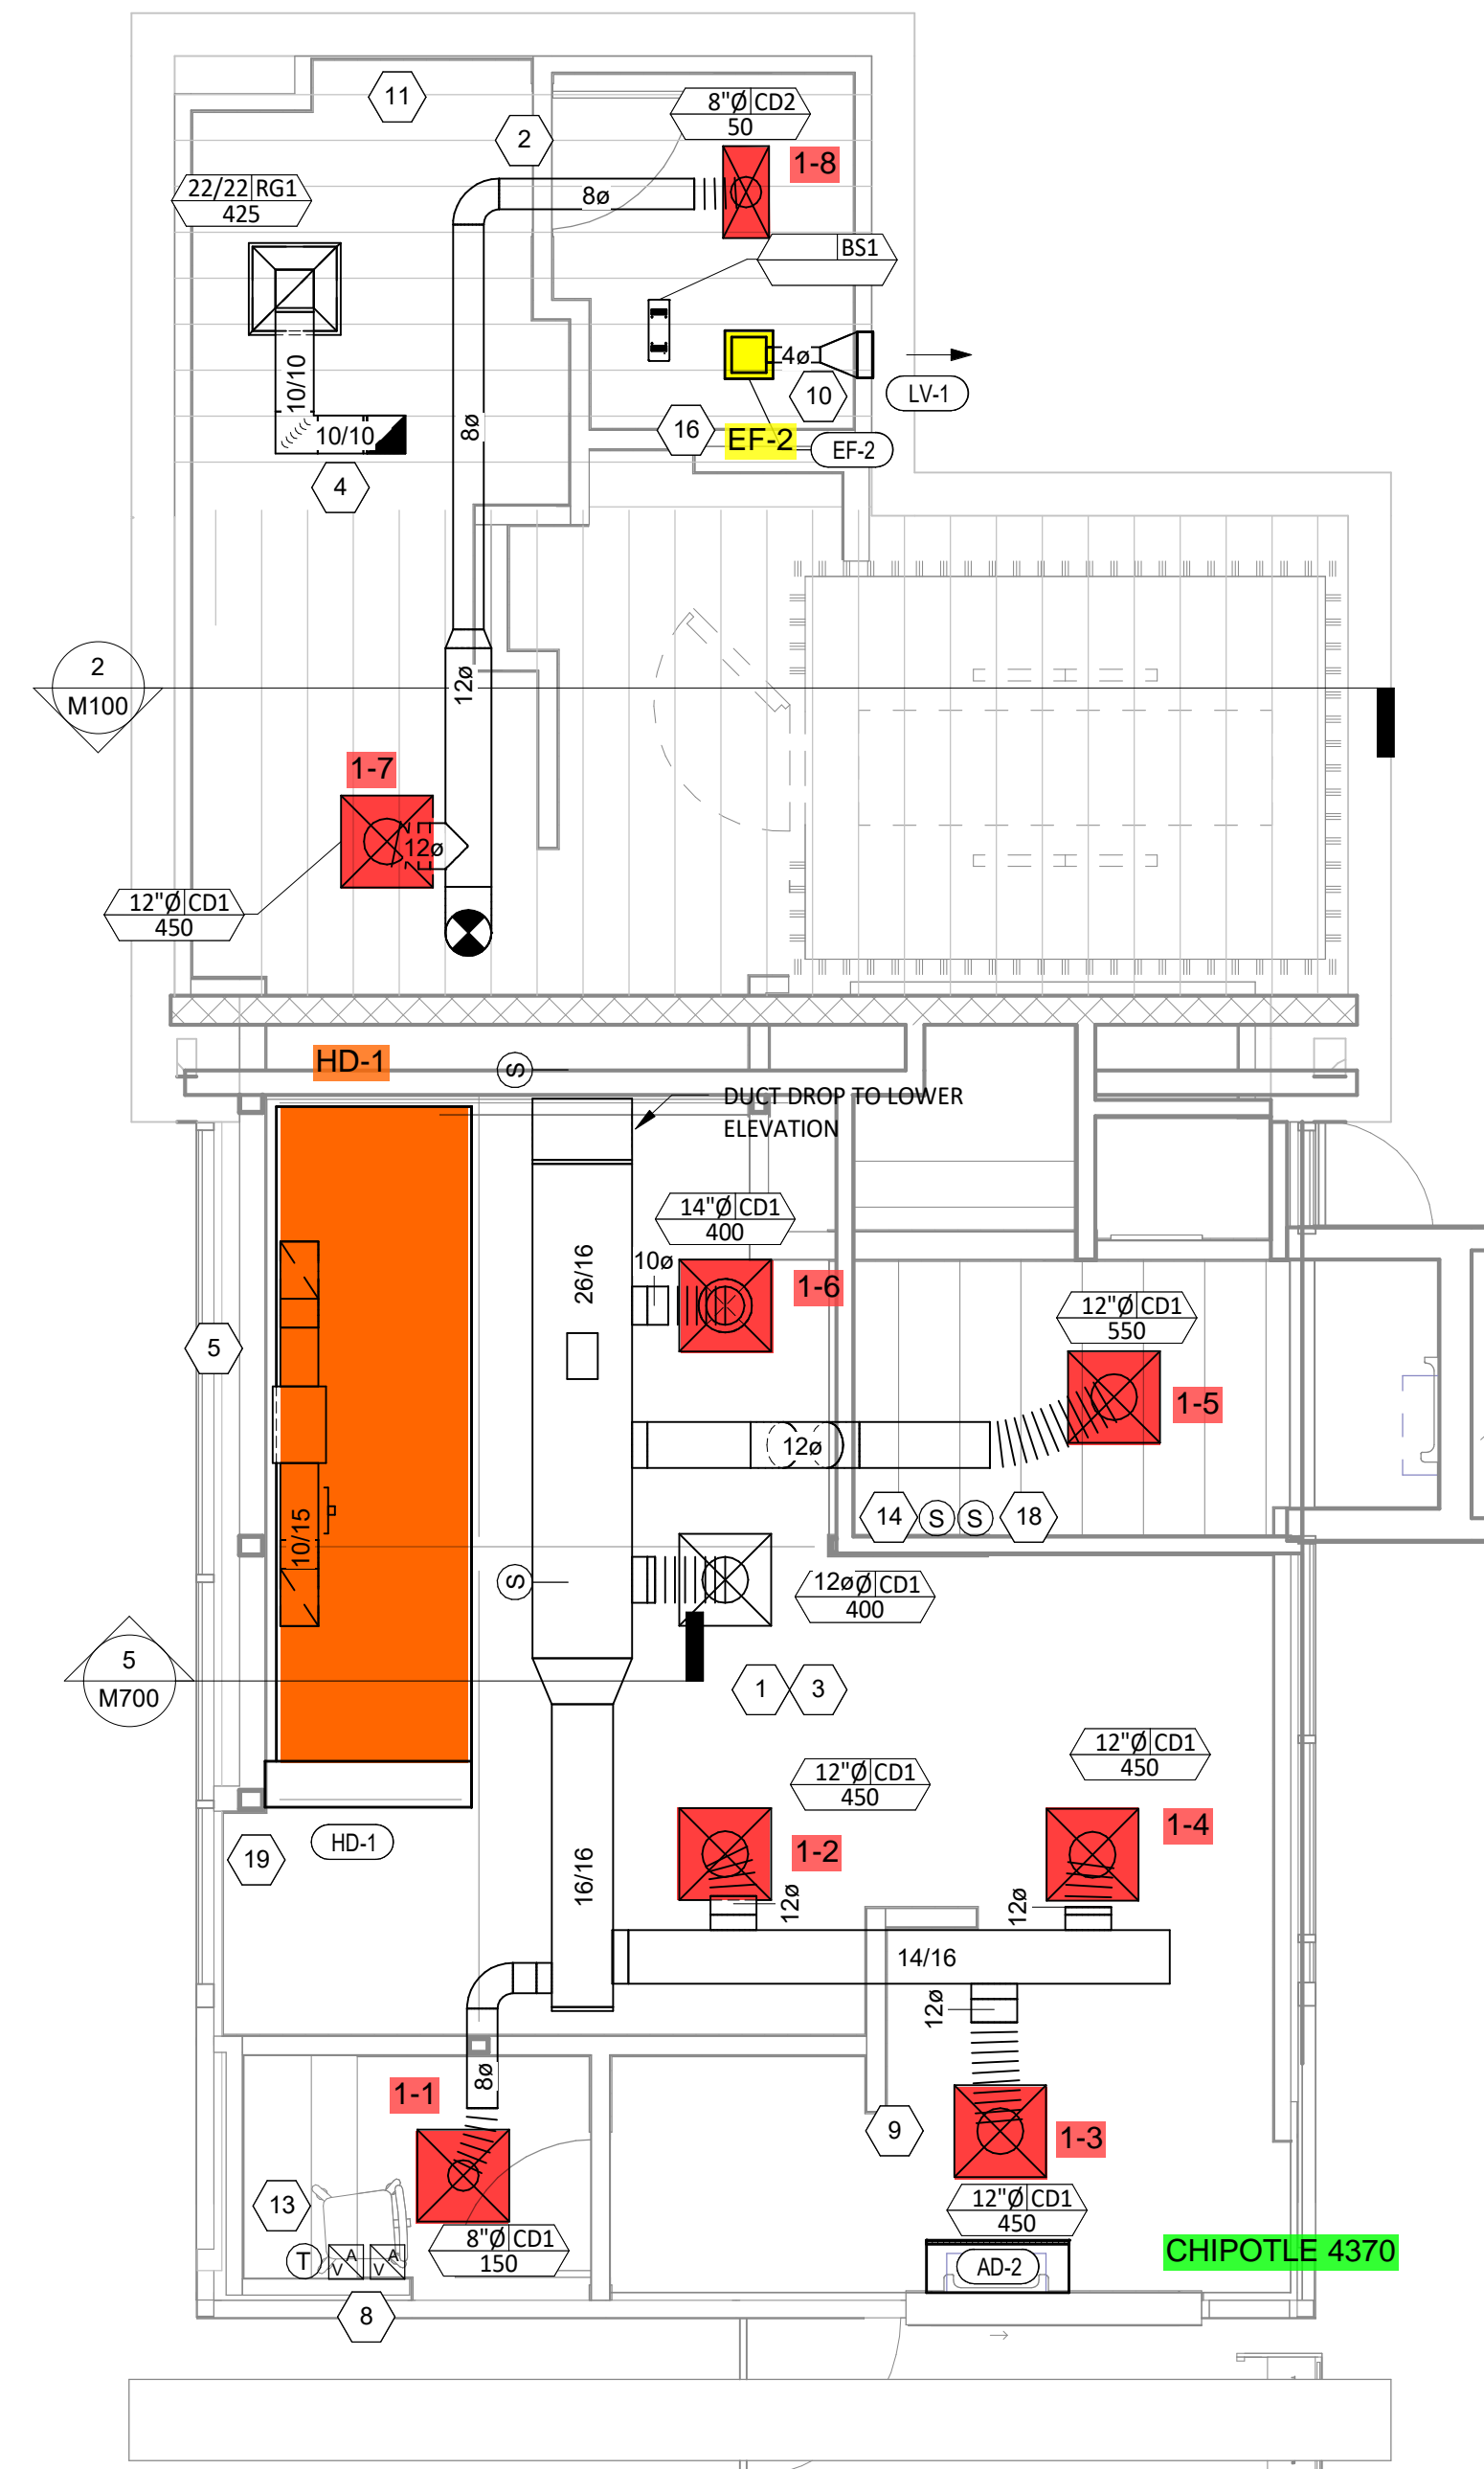 11
2
8"Ø CD2
50
1-8
22/22 RG1
425
8ø
BS1
10/10
10/10
4
8ø
4ø
10
LV-1
16
EF-2
EF-2
2
M100
12ø
1-7
12ø
12"Ø CD1
450
HD-1
S
DUCT DROP TO LOWER
ELEVATION
14"Ø CD1
400
10ø
1-6
26/16
12"Ø CD1
550
5
1-5
12ø
14
S
S
18
10/15
S
12øØ CD1
400
5
M700
1
3
12"Ø CD1
450
12"Ø CD1
450
HD-1
19
1-2
1-4
16/16
12ø
12ø
14/16
12ø
8ø
1-1
9
1-3
13
12"Ø CD1
450
8"Ø CD1
150
T
A
V
A
V
AD-2
CHIPOTLE 4370
8